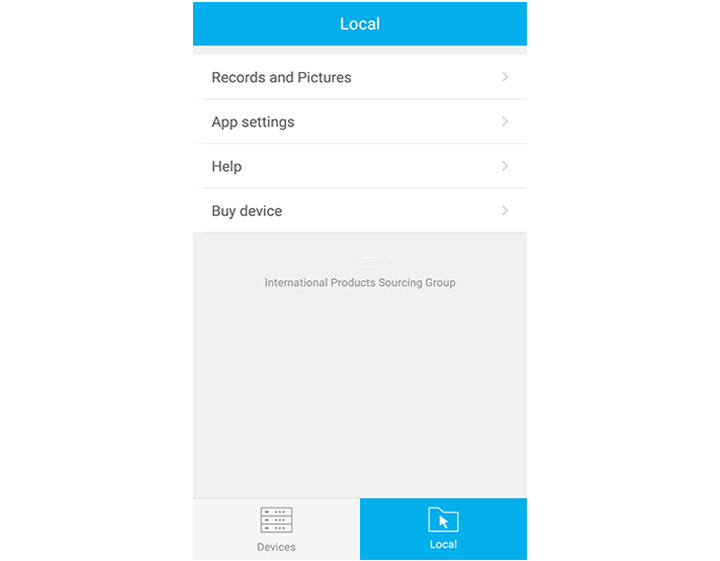 Local
Records and Pictures
App settings
Help
Buy device
International Products Sourcing Group
Devices
Local